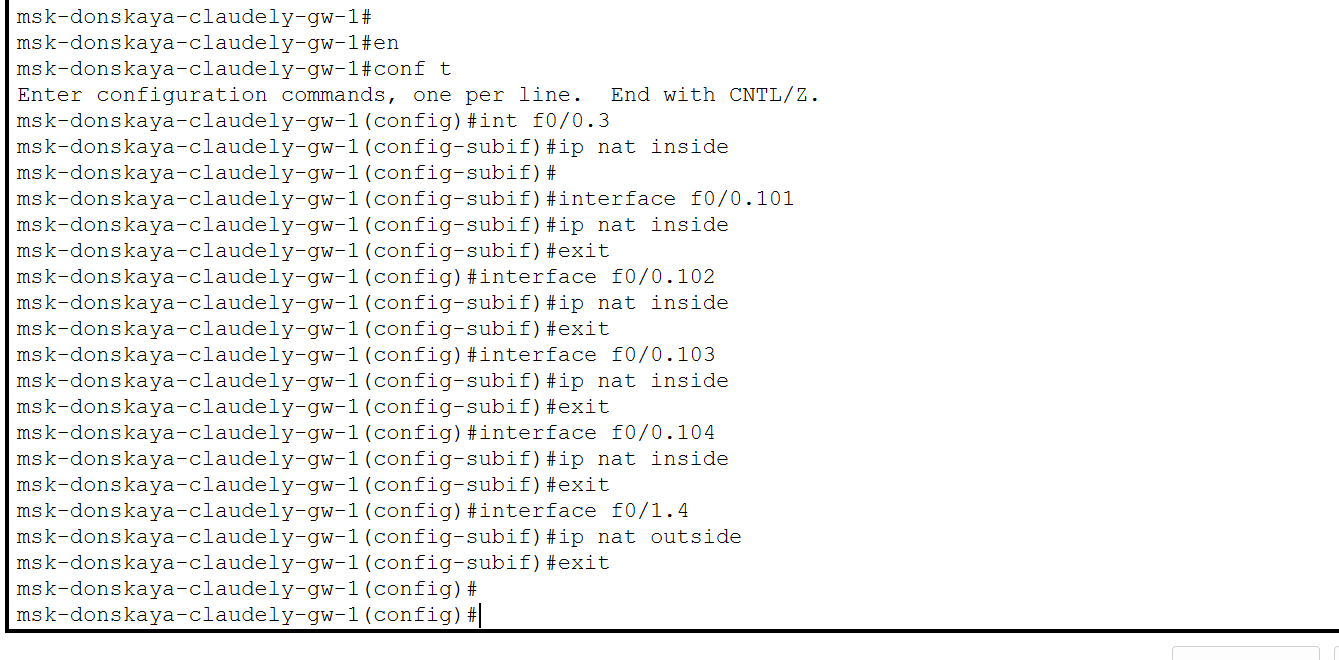 msk-donskaya-claudely-gw-1#
msk-donskaya-claudely-gw-1#en
msk-donskaya-claudely-gw-1#conf t
Enter configuration commands, one per line.  End with CNTL/Z.
msk-donskaya-claudely-gw-1(config)#int f0/0.3
msk-donskaya-claudely-gw-1(config-subif)#ip nat inside
msk-donskaya-claudely-gw-1(config-subif)#
msk-donskaya-claudely-gw-1(config-subif)#interface f0/0.101
msk-donskaya-claudely-gw-1(config-subif)#ip nat inside
msk-donskaya-claudely-gw-1(config-subif)#exit
msk-donskaya-claudely-gw-1(config)#interface f0/0.102
msk-donskaya-claudely-gw-1(config-subif)#ip nat inside
msk-donskaya-claudely-gw-1(config-subif)#exit
msk-donskaya-claudely-gw-1(config)#interface f0/0.103
msk-donskaya-claudely-gw-1(config-subif)#ip nat inside
msk-donskaya-claudely-gw-1(config-subif)#exit
msk-donskaya-claudely-gw-1(config)#interface f0/0.104
msk-donskaya-claudely-gw-1(config-subif)#ip nat inside
msk-donskaya-claudely-gw-1(config-subif)#exit
msk-donskaya-claudely-gw-1(config)#interface f0/1.4
msk-donskaya-claudely-gw-1(config-subif)#ip nat outside
msk-donskaya-claudely-gw-1(config-subif)#exit
msk-donskaya-claudely-gw-1(config)#
msk-donskaya-claudely-gw-1(config)#